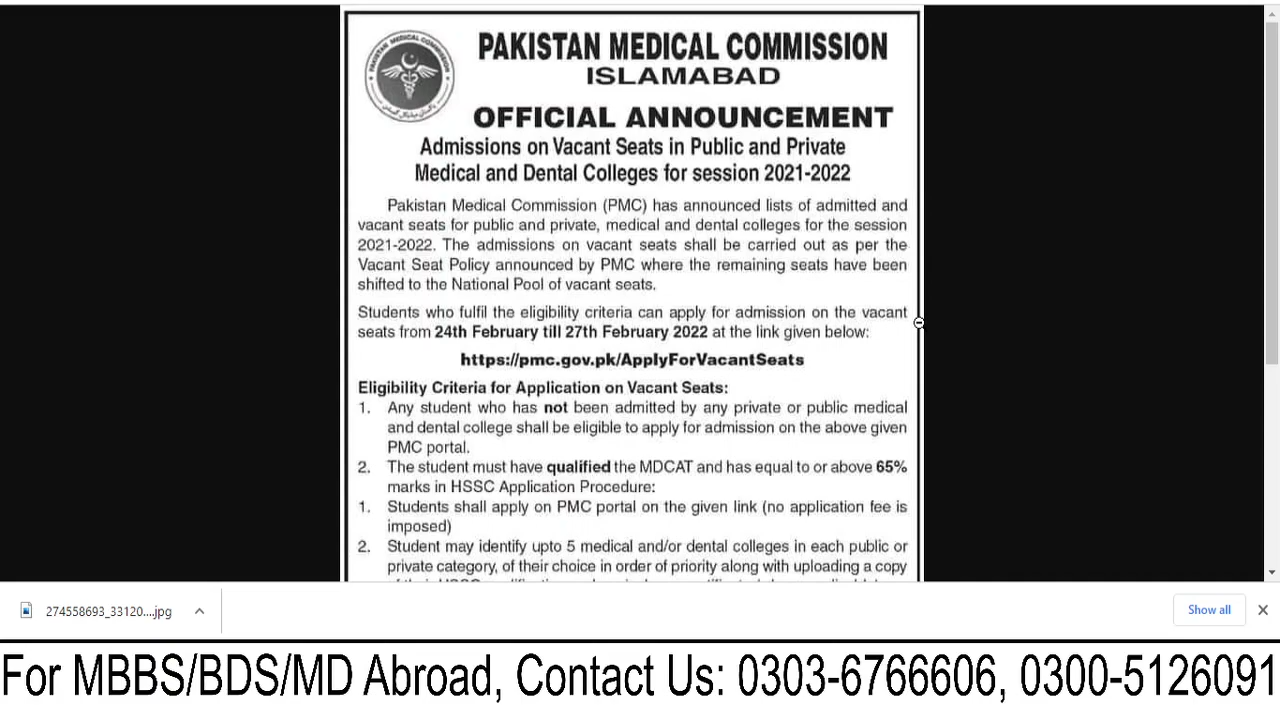 PAKISTAN MEDICAL COMMISSION
PAKISTAN MEDICAL COMMISSION
ISLAMABAD
OFFICIAL ANNOUNCEMENT
Admissions on Vacant Seats in Public and Private
Medical and Dental Colleges for session 2021-2022
Pakistan Medical Commission (PMC) has announced lists of admitted and
vacant seats for public and private, medical and dental colleges for the session
2021-2022. The admissions on vacant seats shall be carried out as per the
Vacant Seat Policy announced by PMC where the remaining seats have been
shifted to the National Pool of vacant seats.
Students who fulfil the eligibility criteria can apply for admission on the vacant
seats from 24th February till 27th February 2022 at the link given below:
https://pmc.gov.pk/ApplyForVacantSeats
Eligibility Criteria for Application on Vacant Seats:
1. Any student who has not been admitted by any private or public medical
and dental college shall be eligible to apply for admission on the above given
PMC portal.
2. The student must have qualified the MDCAT and has equal to or above 65%
marks in HSSC Application Procedure:
1. Students shall apply on PMC portal on the given link (no application fee is
imposed)
2. Student may identify upto 5 medical and/or dental colleges in each public or
private category, of their choice in order of priority along with uploading a copy
274558693_33120....jpg
Show all
For MBBS/BDS/MD Abroad, Contact Us: 0303-6766606, 0300-5126091